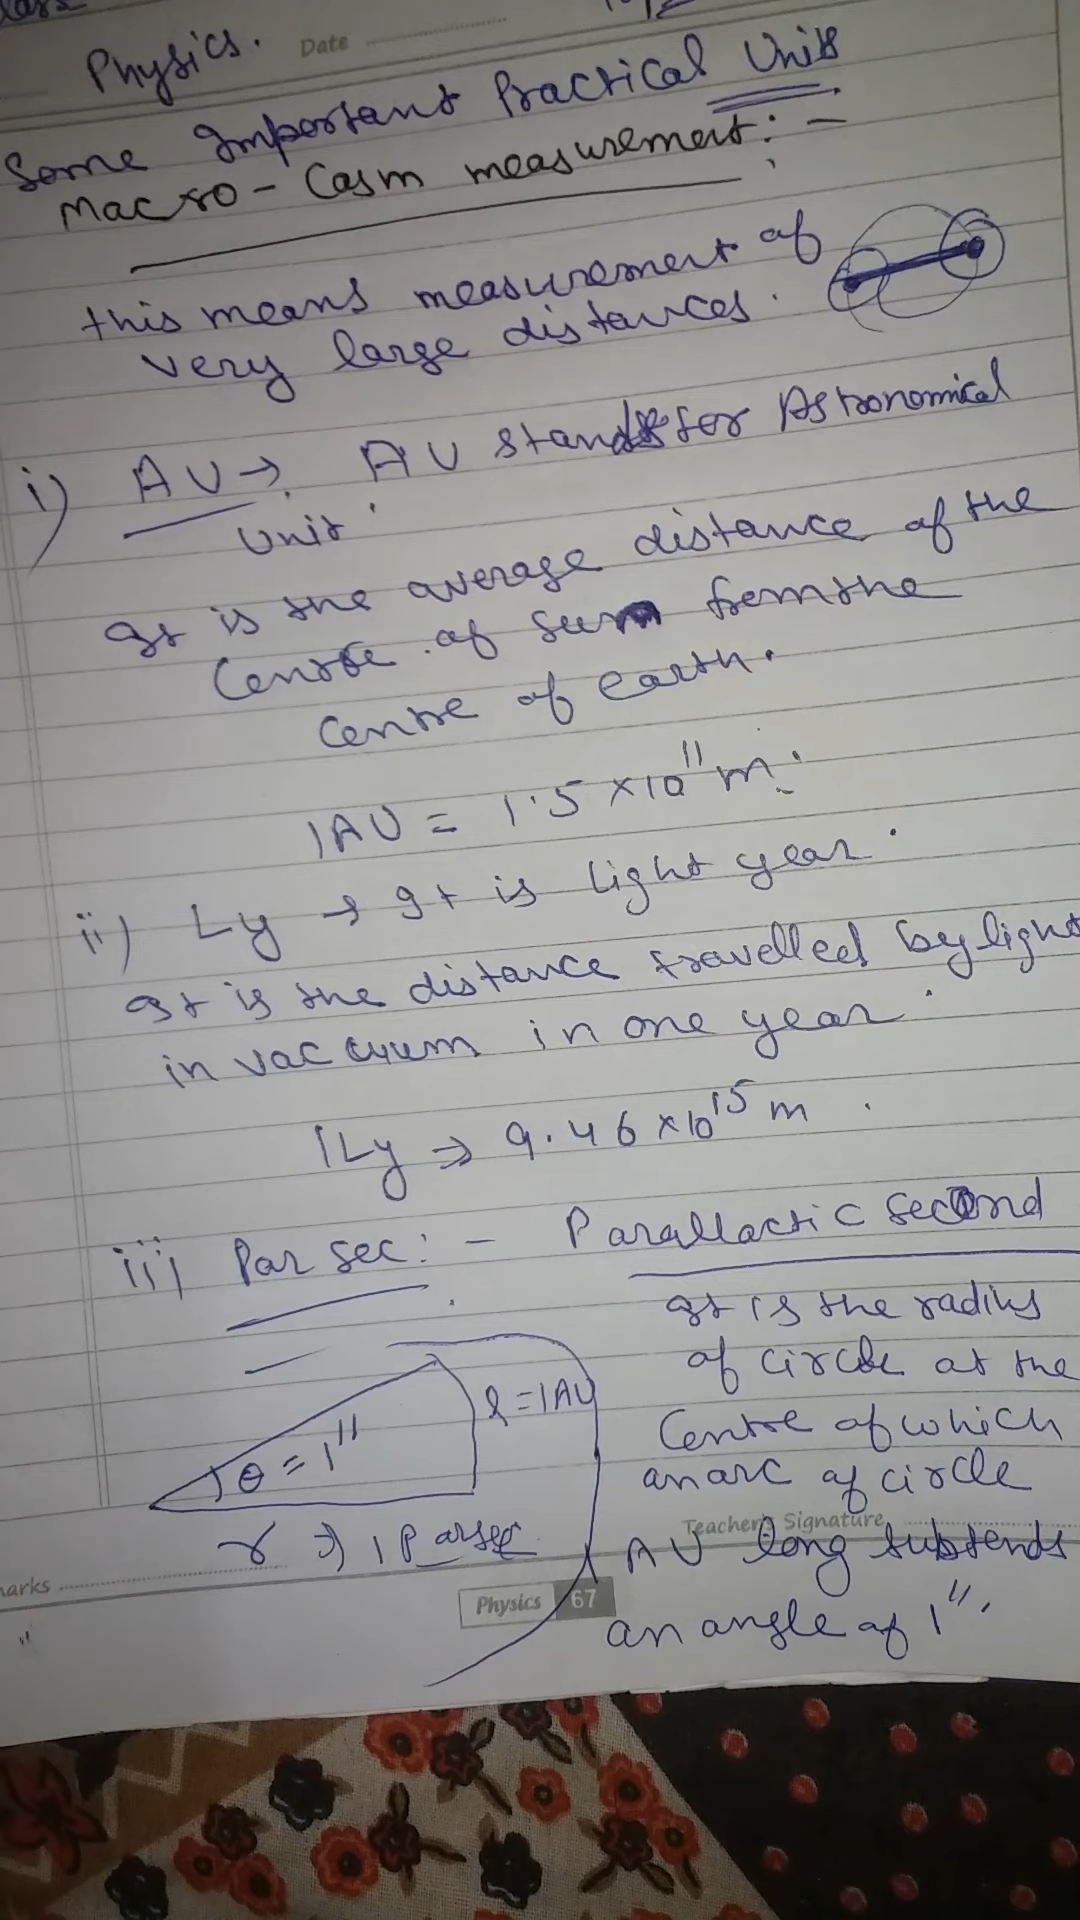 Physics. Date
Some Important Practical Units
Macro-Cosm measurement:-
this means measurement of
very large distances.
i) AU → AU stands for Astronomical
Unit.
It is the average distance of the
Centre of sun from the
Centre of earth.
1AU = 1.5 × 10¹¹ m.
ii) Ly → It is light year.
It is the distance travelled by light
in vaccuum in one year.
1Ly ⇒ 9.46 × 10¹⁵ m.
iii) Par sec:- Parallactic Second
It is the radius
of circle at the
Centre of which
an arc of circle
AU long subtends
an angle of 1''.
l = 1AU
θ = 1''
r ⇒ 1 Parsec
Teacher's Signature
marks
Physics 67